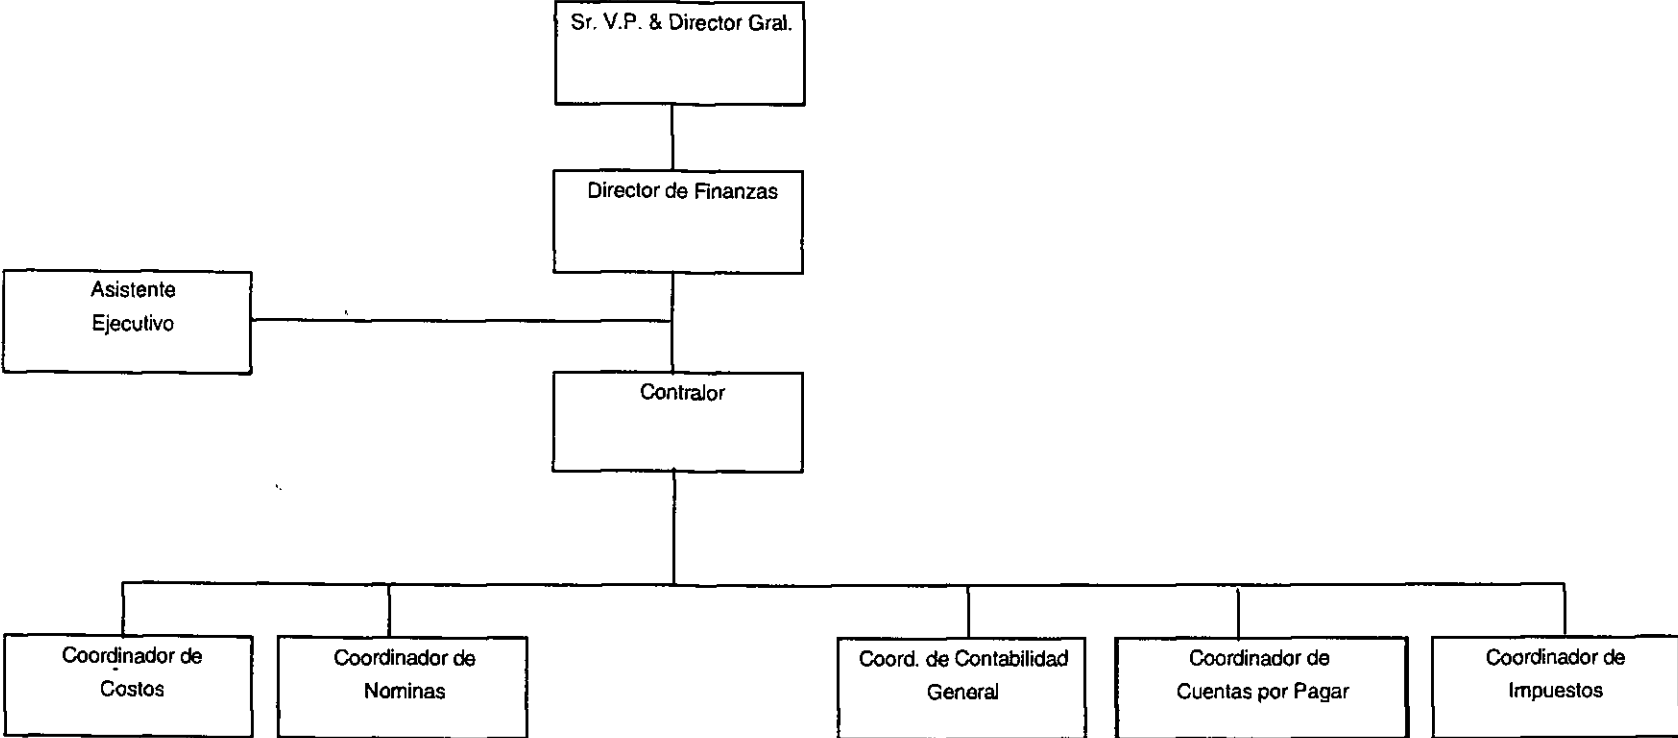 Sr. V.P. & Director Gral.
Director de Finanzas
Asistente
Ejecutivo
Contralor
Coordinador de
Costos
Coordinador de
Nominas
Coord. de Contabilidad
General
Coordinador de
Cuentas por Pagar
Coordinador de
Impuestos